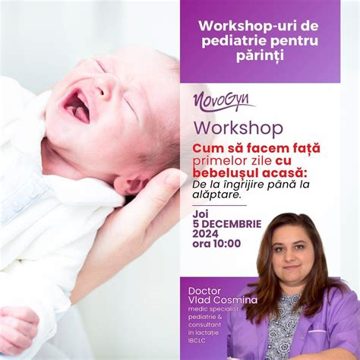 Workshop-uri de
pediatrie pentru
părinți
NovoGyn
Workshop
Cum să facem față
primelor zile cu
bebelușul acasă:
De la îngrijire până la
alăptare.
Joi
5 DECEMBRIE
2024
ora 10:00
Doctor
Vlad Cosmina
medic specialist
pediatrie &
consultant
în lactație
IBCLC